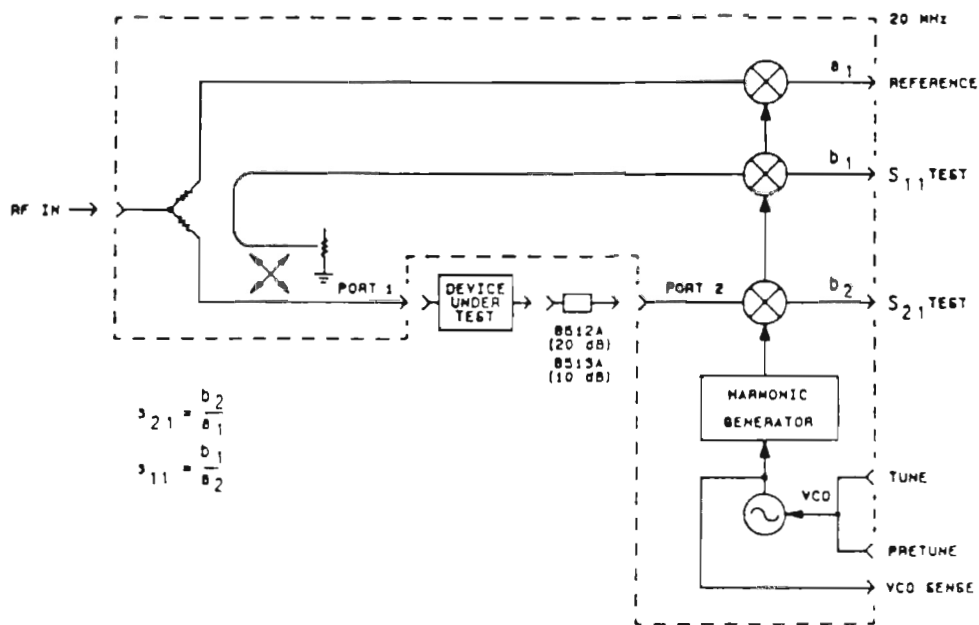 20 MHz
a1
REFERENCE
b1
S11 TEST
RF IN
PORT 1
DEVICE
UNDER
TEST
8512A
(20 dB)
8513A
(10 dB)
PORT 2
b2
S21 TEST
HARMONIC
GENERATOR
s21 = b2
a1
s11 = b1
a2
TUNE
VCO
PRETUNE
VCO SENSE